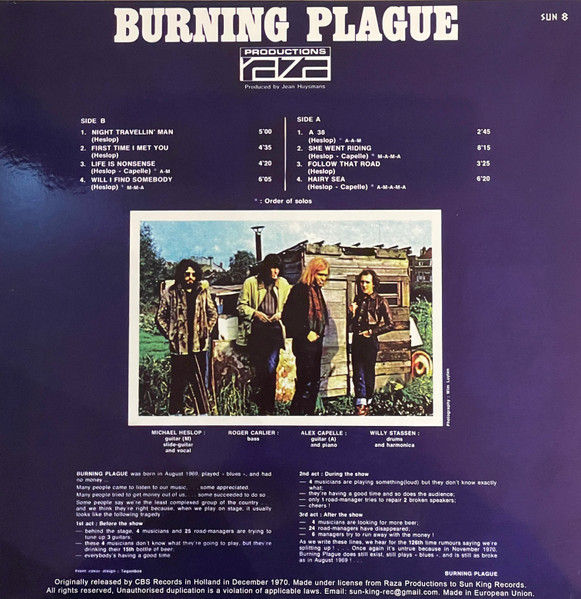 BURNING PLAGUE
SUN 8
PRODUCTIONS
raza
Produced by Jean Huysmans
SIDE B
1. NIGHT TRAVELLIN' MAN 5'00
(Heslop)
2. FIRST TIME I MET YOU 4'35
(Heslop)
3. LIFE IS NONSENSE 4'20
(Heslop - Capelle) * A-M
4. WILL I FIND SOMEBODY 6'05
(Heslop) * M-M-A
SIDE A
1. A 38 2'45
(Heslop) * A-A-M
2. SHE WENT RIDING 8'15
(Heslop - Capelle) * M-A-M-A
3. FOLLOW THAT ROAD 3'25
(Heslop)
4. HAIRY SEA 6'20
(Heslop - Capelle) * A-M-A-M-A
* : Order of solos
Photography : Wim Luyten
MICHAEL HESLOP :
guitar (M)
slide-guitar
and vocal
ROGER CARLIER :
bass
ALEX CAPELLE :
guitar (A)
and piano
WILLY STASSEN :
drums
and harmonica
BURNING PLAGUE was born in August 1969, played - blues -, and had
no money ...
Many people came to listen to our music. . . . some appreciated.
Many people tried to get money out of us. . . . some succeeded to do so . .
Some people say we're the least complexed group of the country . . .
and we think they're right because, when we play on stage, it usually
looks like the following tragedy
1st act : Before the show
— behind the stage, 4 musicians and 25 road-managers are trying to
tune up 3 guitars;
— these 4 musicians don't know what they're going to play, but they're
drinking their 15th bottle of beer;
— everybody's having a good time
2nd act : During the show
— 4 musicians are playing something(loud) but they don't know exactly
what;
— they're having a good time and so does the audience;
— only 1 road-manager tries to repair 2 broken speakers;
— cheers !
3rd act : After the show
— 4 musicians are looking for more beer;
— 24 road-managers have disappeared;
— 6 managers try to run away with the money !
As we write these lines, we hear for the 128th time rumours saying we're
splitting up ! . . . Once again it's untrue because in November 1970,
Burning Plague does still exist, still plays - blues - and is still as broke
as in August 1969 ! . . .
BURNING PLAGUE
Front cover design :
Originally released by CBS Records in Holland in December 1970. Made under license from Raza Productions to Sun King Records.
All rights reserved, Unauthorised duplication is a violation of applicable laws. Email: sun-king-rec@gmail.com. Made in European Union.